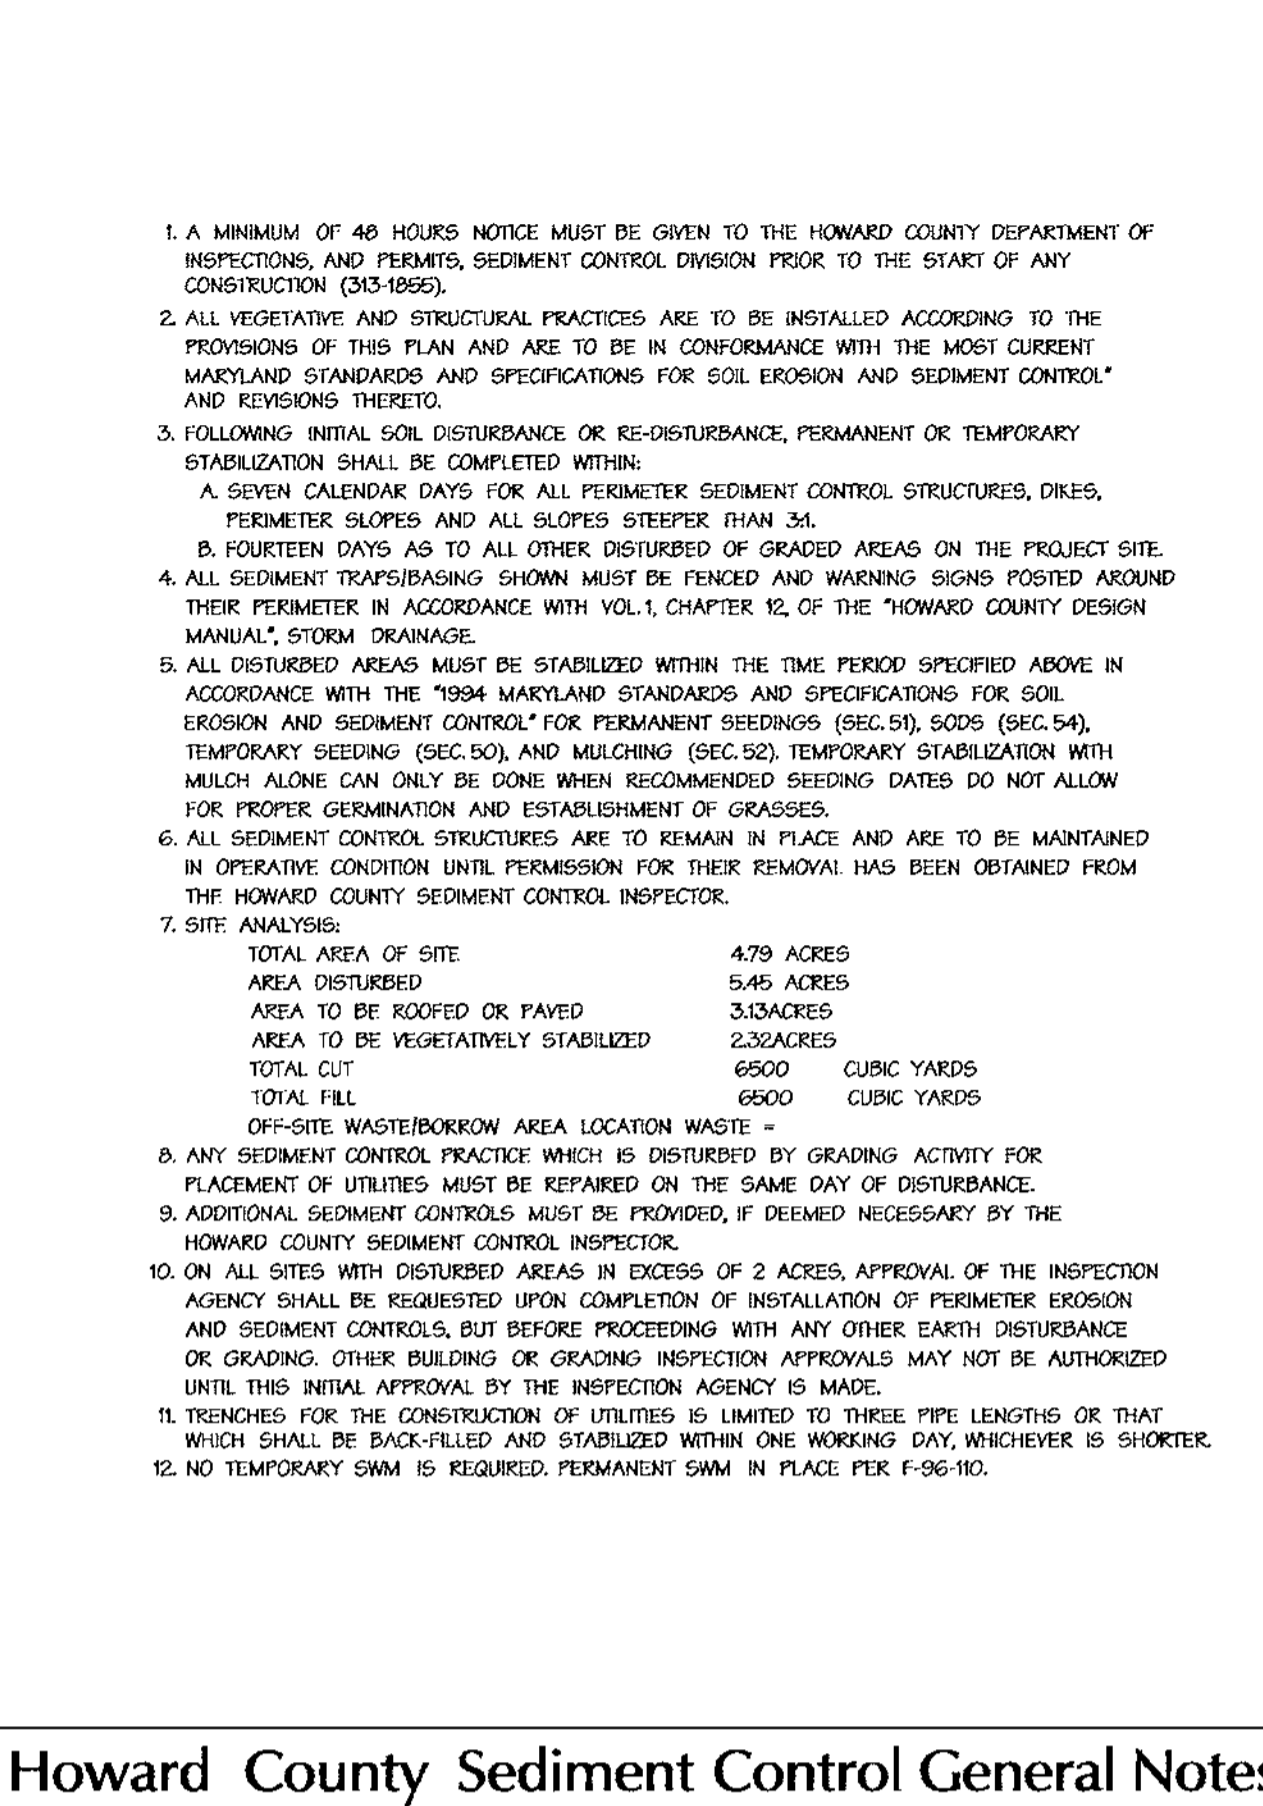 1. A MINIMUM OF 48 HOURS NOTICE MUST BE GIVEN TO THE HOWARD COUNTY DEPARTMENT OF
INSPECTIONS, AND PERMITS, SEDIMENT CONTROL DIVISION PRIOR TO THE START OF ANY
CONSTRUCTION (313-1855).
2. ALL VEGETATIVE AND STRUCTURAL PRACTICES ARE TO BE INSTALLED ACCORDING TO THE
PROVISIONS OF THIS PLAN AND ARE TO BE IN CONFORMANCE WITH THE MOST CURRENT
MARYLAND STANDARDS AND SPECIFICATIONS FOR SOIL EROSION AND SEDIMENT CONTROL"
AND REVISIONS THERETO.
3. FOLLOWING INITIAL SOIL DISTURBANCE OR RE-DISTURBANCE, PERMANENT OR TEMPORARY
STABILIZATION SHALL BE COMPLETED WITHIN:
A. SEVEN CALENDAR DAYS FOR ALL PERIMETER SEDIMENT CONTROL STRUCTURES, DIKES,
PERIMETER SLOPES AND ALL SLOPES STEEPER THAN 3:1.
B. FOURTEEN DAYS AS TO ALL OTHER DISTURBED OF GRADED AREAS ON THE PROJECT SITE.
4. ALL SEDIMENT TRAPS/BASING SHOWN MUST BE FENCED AND WARNING SIGNS POSTED AROUND
THEIR PERIMETER IN ACCORDANCE WITH VOL. 1, CHAPTER 12, OF THE "HOWARD COUNTY DESIGN
MANUAL", STORM DRAINAGE.
5. ALL DISTURBED AREAS MUST BE STABILIZED WITHIN THE TIME PERIOD SPECIFIED ABOVE IN
ACCORDANCE WITH THE "1994 MARYLAND STANDARDS AND SPECIFICATIONS FOR SOIL
EROSION AND SEDIMENT CONTROL" FOR PERMANENT SEEDINGS (SEC. 51), SODS (SEC. 54),
TEMPORARY SEEDING (SEC. 50), AND MULCHING (SEC. 52). TEMPORARY STABILIZATION WITH
MULCH ALONE CAN ONLY BE DONE WHEN RECOMMENDED SEEDING DATES DO NOT ALLOW
FOR PROPER GERMINATION AND ESTABLISHMENT OF GRASSES.
6. ALL SEDIMENT CONTROL STRUCTURES ARE TO REMAIN IN PLACE AND ARE TO BE MAINTAINED
IN OPERATIVE CONDITION UNTIL PERMISSION FOR THEIR REMOVAL HAS BEEN OBTAINED FROM
THE HOWARD COUNTY SEDIMENT CONTROL INSPECTOR.
7. SITE ANALYSIS:
TOTAL AREA OF SITE 4.79 ACRES
AREA DISTURBED 5.45 ACRES
AREA TO BE ROOFED OR PAVED 3.13ACRES
AREA TO BE VEGETATIVELY STABILIZED 2.32ACRES
TOTAL CUT 6500 CUBIC YARDS
TOTAL FILL 6500 CUBIC YARDS
OFF-SITE WASTE/BORROW AREA LOCATION WASTE =
8. ANY SEDIMENT CONTROL PRACTICE WHICH IS DISTURBED BY GRADING ACTIVITY FOR
PLACEMENT OF UTILITIES MUST BE REPAIRED ON THE SAME DAY OF DISTURBANCE.
9. ADDITIONAL SEDIMENT CONTROLS MUST BE PROVIDED, IF DEEMED NECESSARY BY THE
HOWARD COUNTY SEDIMENT CONTROL INSPECTOR.
10. ON ALL SITES WITH DISTURBED AREAS IN EXCESS OF 2 ACRES, APPROVAL OF THE INSPECTION
AGENCY SHALL BE REQUESTED UPON COMPLETION OF INSTALLATION OF PERIMETER EROSION
AND SEDIMENT CONTROLS, BUT BEFORE PROCEEDING WITH ANY OTHER EARTH DISTURBANCE
OR GRADING. OTHER BUILDING OR GRADING INSPECTION APPROVALS MAY NOT BE AUTHORIZED
UNTIL THIS INITIAL APPROVAL BY THE INSPECTION AGENCY IS MADE.
11. TRENCHES FOR THE CONSTRUCTION OF UTILITIES IS LIMITED TO THREE PIPE LENGTHS OR THAT
WHICH SHALL BE BACK-FILLED AND STABILIZED WITHIN ONE WORKING DAY, WHICHEVER IS SHORTER.
12. NO TEMPORARY SWM IS REQUIRED. PERMANENT SWM IN PLACE PER F-96-110.
Howard County Sediment Control General Notes